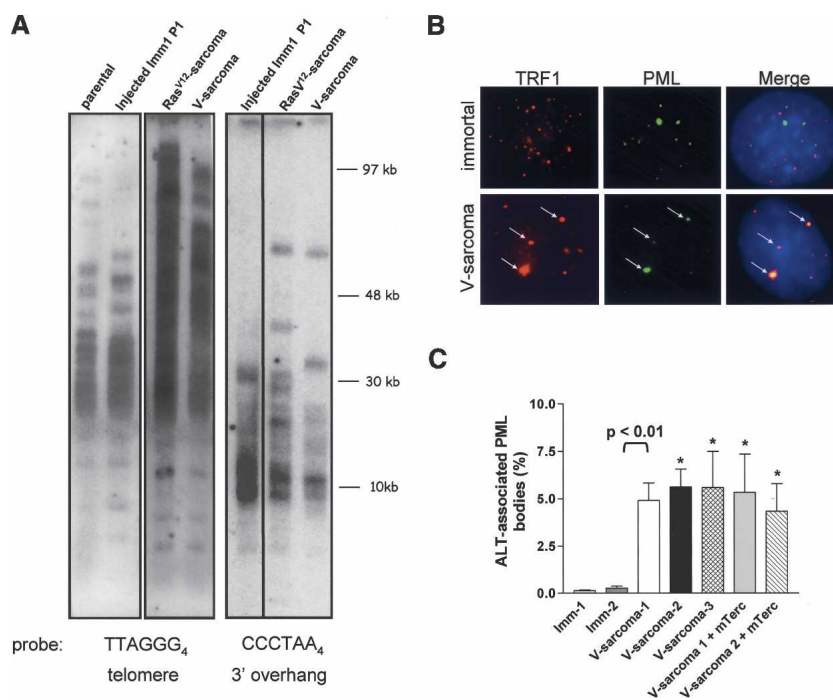 A
parental
Injected Imm1 P1
RasV12-sarcoma
V-sarcoma
Injected Imm1 P1
RasV12-sarcoma
V-sarcoma
97 kb
48 kb
30 kb
10kb
probe: TTAGGG4 CCCTAA4
telomere 3' overhang
B
TRF1 PML Merge
immortal
V-sarcoma
C
ALT-associated PML
bodies (%)
10.0
7.5
5.0
2.5
0.0
p < 0.01
* * * *
Imm-1
Imm-2
V-sarcoma-1
V-sarcoma-2
V-sarcoma-3
V-sarcoma 1 + mTerc
V-sarcoma 2 + mTerc